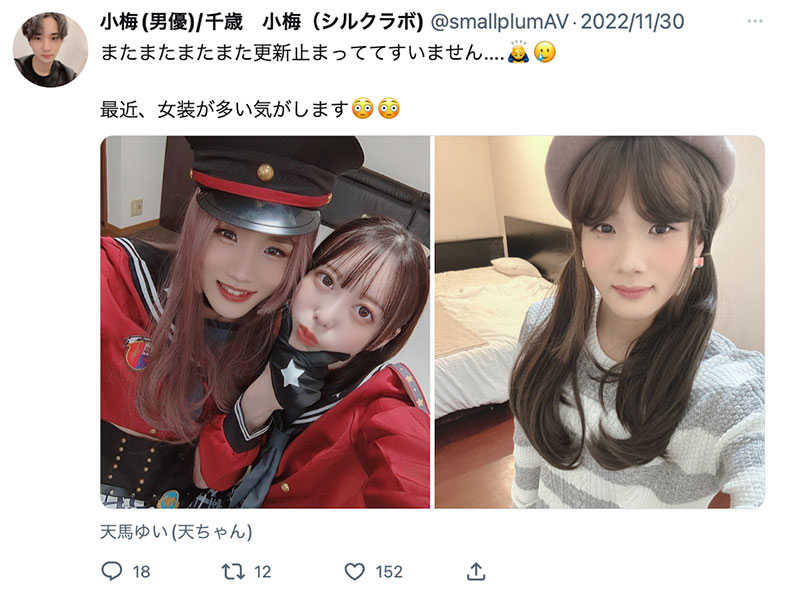 小梅(男優)/千歳　小梅（シルクラボ） @smallplumAV · 2022/11/30
またまたまたまた更新止まっててすいません....🙇🥲
最近、女装が多い気がします😳😳
天馬ゆい(天ちゃん)
18 12 152